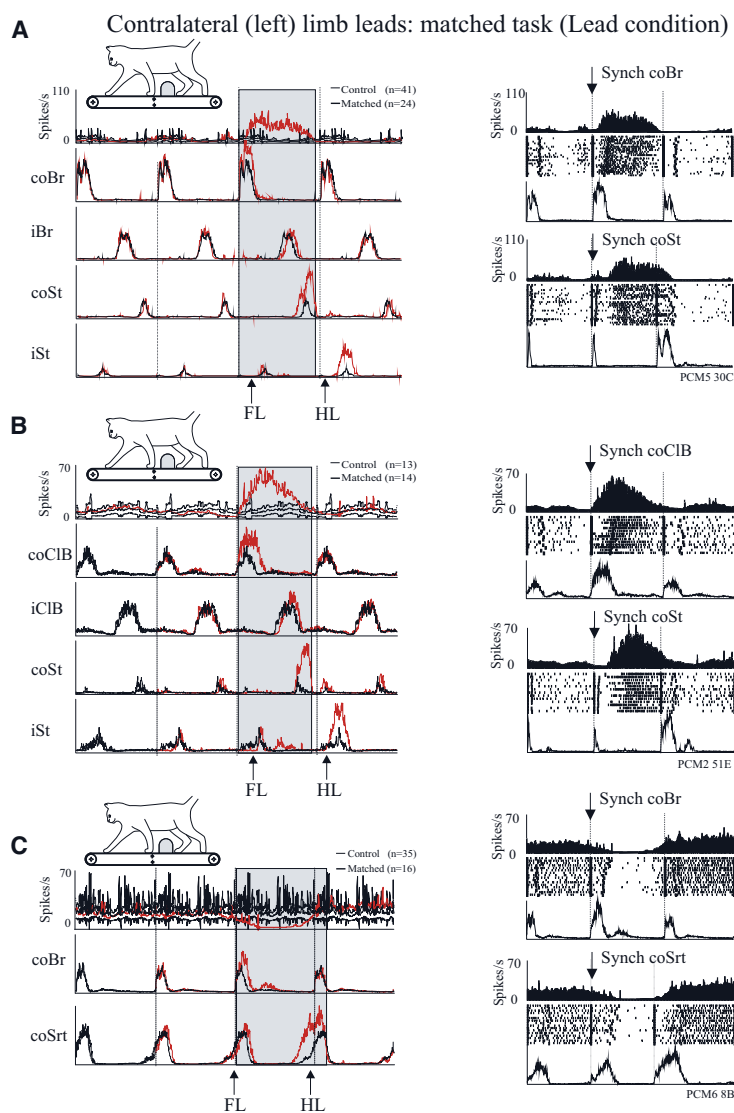 Contralateral (left) limb leads: matched task (Lead condition)
A
110
0
Spikes/s
Control (n=41)
Matched (n=24)
coBr
iBr
coSt
iSt
FL
HL
Synch coBr
110
0
Spikes/s
Synch coSt
110
0
Spikes/s
PCM5 30C
B
70
0
Spikes/s
Control (n=13)
Matched (n=14)
coClB
iClB
coSt
iSt
FL
HL
Synch coClB
70
0
Spikes/s
Synch coSt
70
0
Spikes/s
PCM2 51E
C
70
0
Spikes/s
Control (n=35)
Matched (n=16)
coBr
coSrt
FL
HL
Synch coBr
70
0
Spikes/s
Synch coSrt
70
0
Spikes/s
PCM6 8B